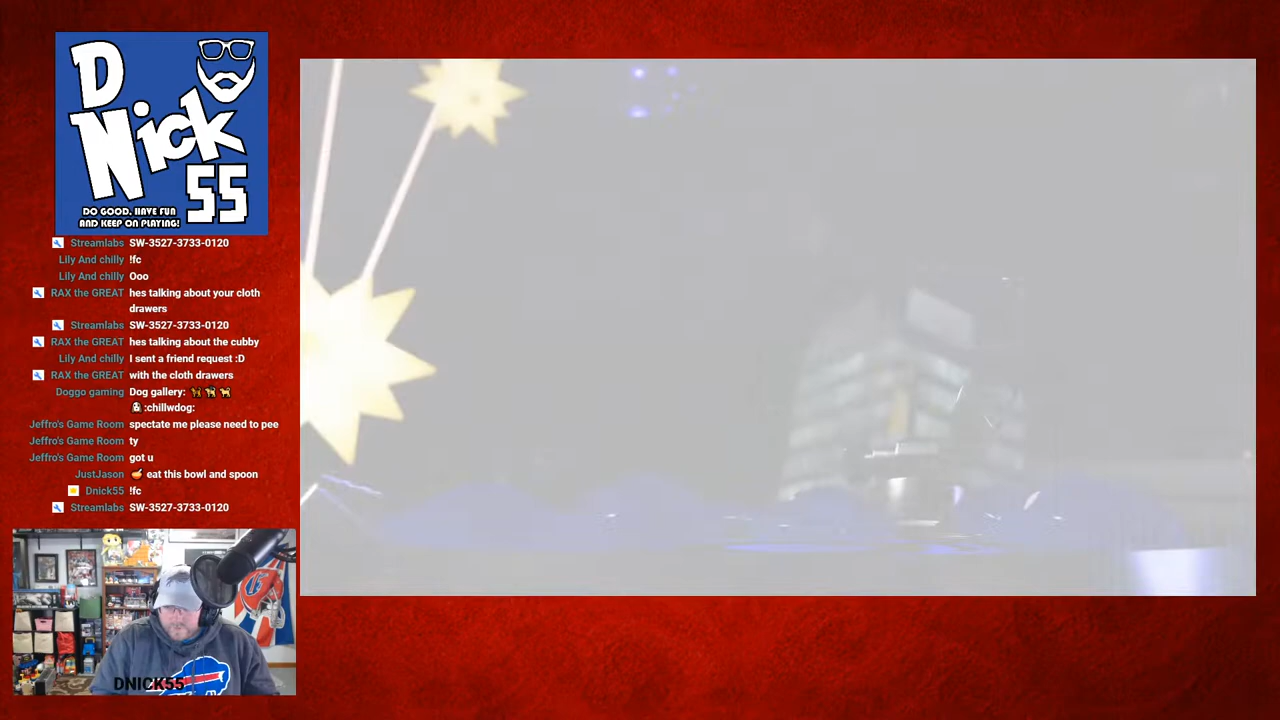 D
Nick
55
DO GOOD, HAVE FUN
AND KEEP ON PLAYING!
Streamlabs SW-3527-3733-0120
Lily And chilly !fc
Lily And chilly Ooo
RAX the GREAT hes talking about your cloth
drawers
Streamlabs SW-3527-3733-0120
RAX the GREAT hes talking about the cubby
Lily And chilly I sent a friend request :D
RAX the GREAT with the cloth drawers
Doggo gaming Dog gallery: 🐕 🐕‍🦺 🐩
:chillwdog:
Jeffro's Game Room spectate me please need to pee
Jeffro's Game Room ty
Jeffro's Game Room got u
JustJason 🥣 eat this bowl and spoon
Dnick55 !fc
Streamlabs SW-3527-3733-0120
DNICK55